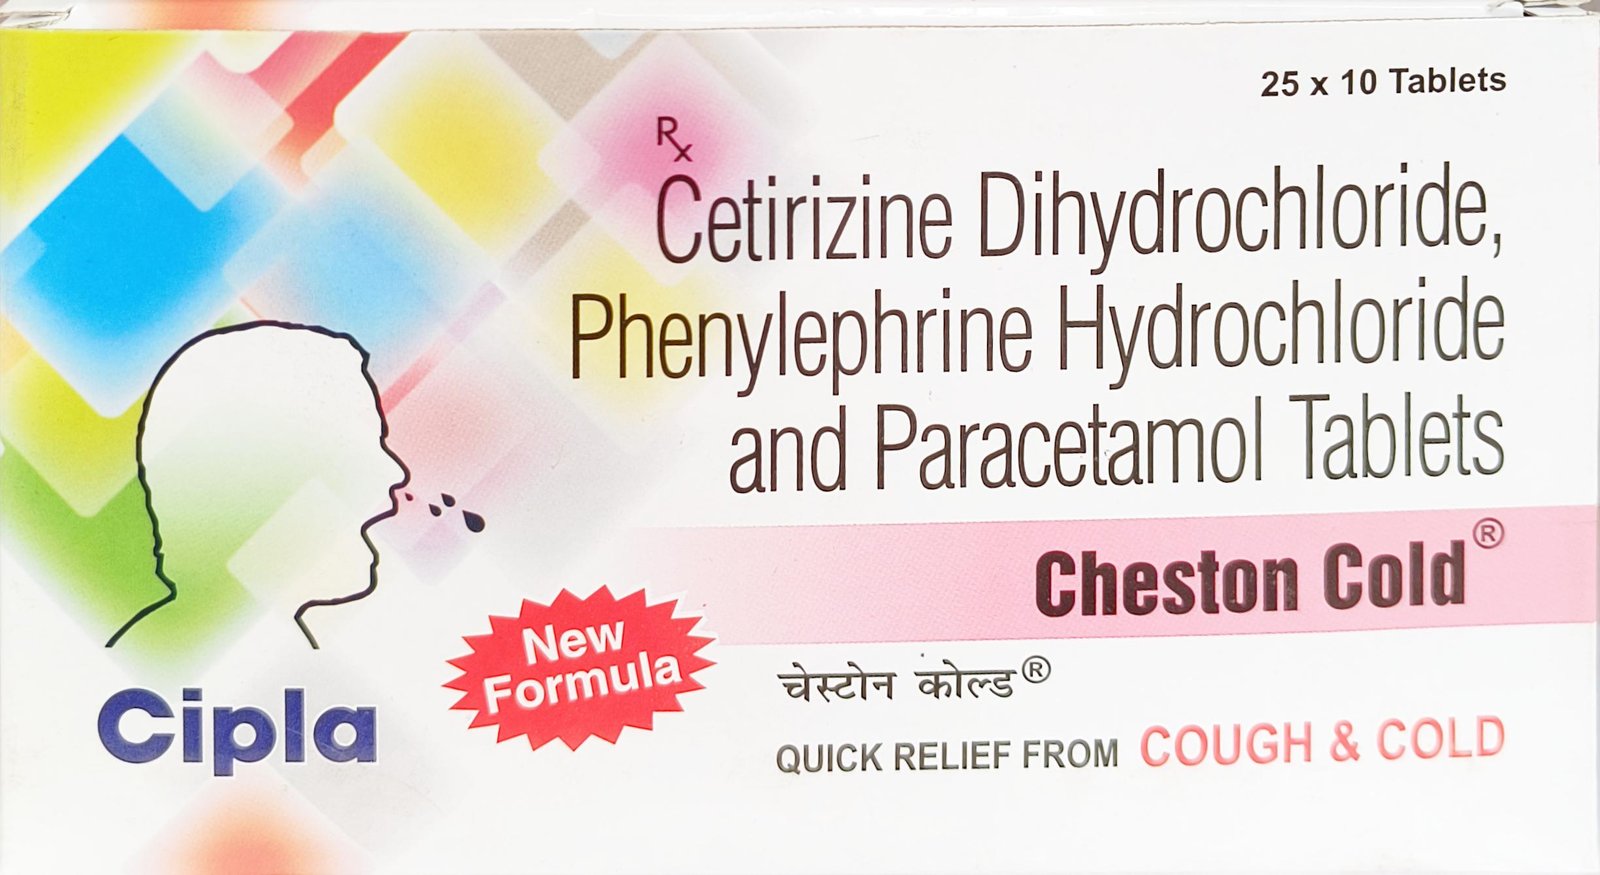 25 x 10 Tablets
Rx
Cetirizine Dihydrochloride,
Phenylephrine Hydrochloride
and Paracetamol Tablets
Cheston Cold®
New
Formula
Cipla
चेस्टोन कोल्ड®
QUICK RELIEF FROM COUGH & COLD